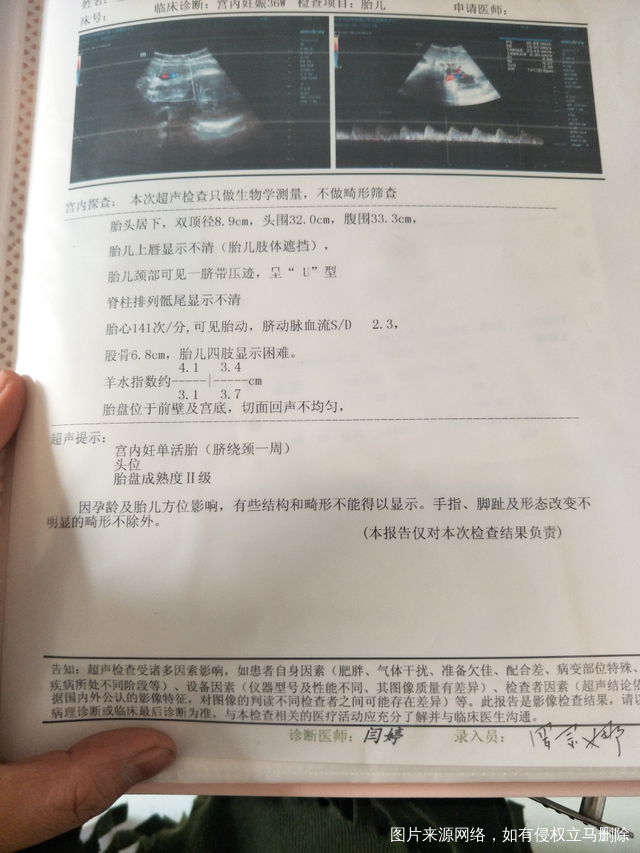 姓名：
临床诊断：宫内妊娠36W 检查项目：胎儿
申请医师：
床号：
宫内探查： 本次超声检查只做生物学测量，不做畸形筛查
胎头居下，双顶径8.9cm，头围32.0cm，腹围33.3cm，
胎儿上唇显示不清（胎儿肢体遮挡），
胎儿颈部可见一脐带压迹，呈“ U”型
脊柱排列骶尾显示不清
胎心141次/分,可见胎动，脐动脉血流S/D 2.3，
股骨6.8cm，胎儿四肢显示困难。
4.1 3.4
羊水指数约-----|-----cm
3.1 3.7
胎盘位于前壁及宫底，切面回声不均匀，
超声提示：
宫内妊单活胎（脐绕颈一周）
头位
胎盘成熟度Ⅱ级
因孕龄及胎儿方位影响，有些结构和畸形不能得以显示。手指、脚趾及形态改变不
明显的畸形不除外。
(本报告仅对本次检查结果负责)
告知：超声检查受诸多因素影响，如患者自身因素（肥胖、气体干扰、准备欠佳、配合差、病变部位特殊、
疾病所处不同阶段等）、设备因素（仪器型号及性能不同、其图像质量有差异）、检查者因素（超声结论依
据国内外公认的影像特征，对图像的判读不同检查者之间可能存在差异）等。此报告是影像检查结果，请以
病理诊断或临床最后诊断为准，与本检查相关的医疗活动应充分了解并与临床医生沟通。
诊断医师：闫婷 录入员：
图片来源网络，如有侵权立马删除